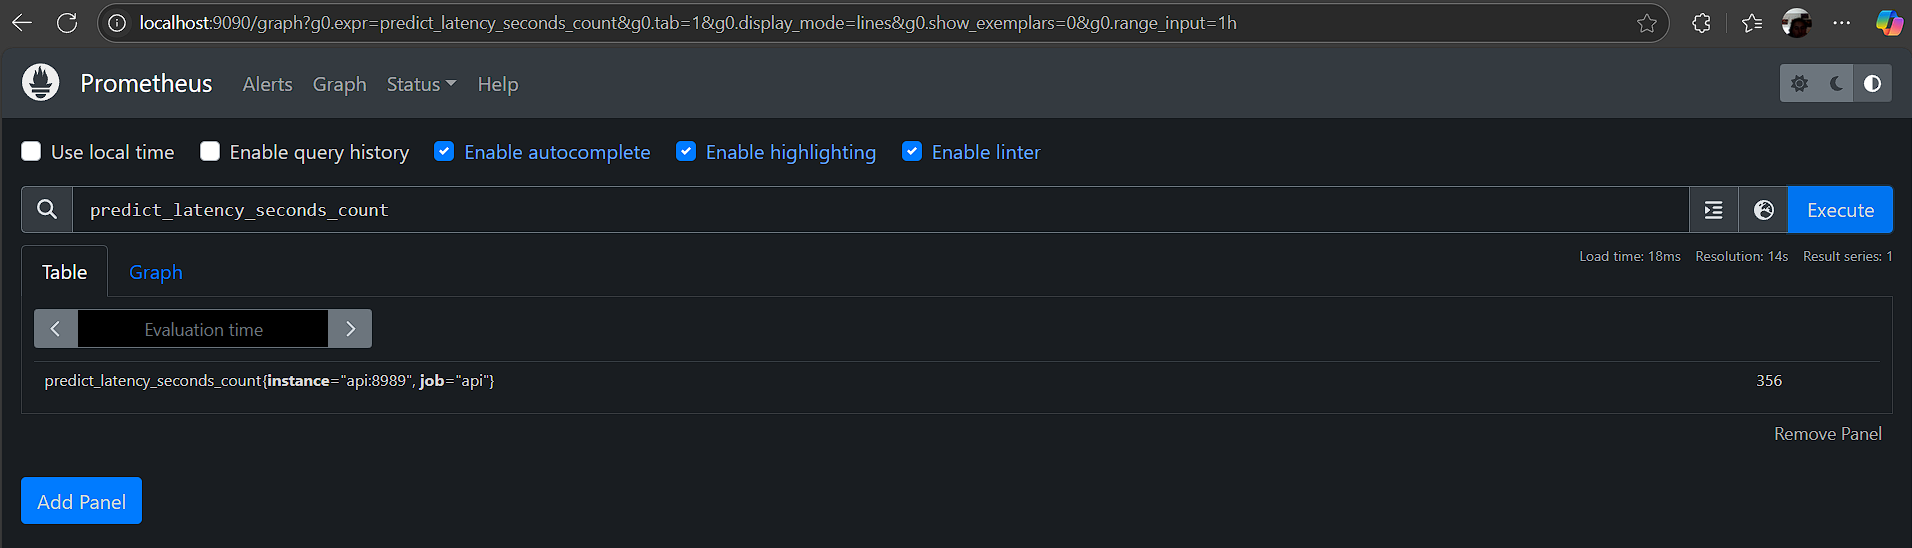 localhost:9090/graph?g0.expr=predict_latency_seconds_count&g0.tab=1&g0.display_mode=lines&g0.show_exemplars=0&g0.range_input=1h
Prometheus Alerts Graph Status Help
Use local time Enable query history Enable autocomplete Enable highlighting Enable linter
predict_latency_seconds_count Execute
Table Graph Load time: 18ms Resolution: 14s Result series: 1
Evaluation time
predict_latency_seconds_count{instance="api:8989", job="api"} 356
Remove Panel
Add Panel